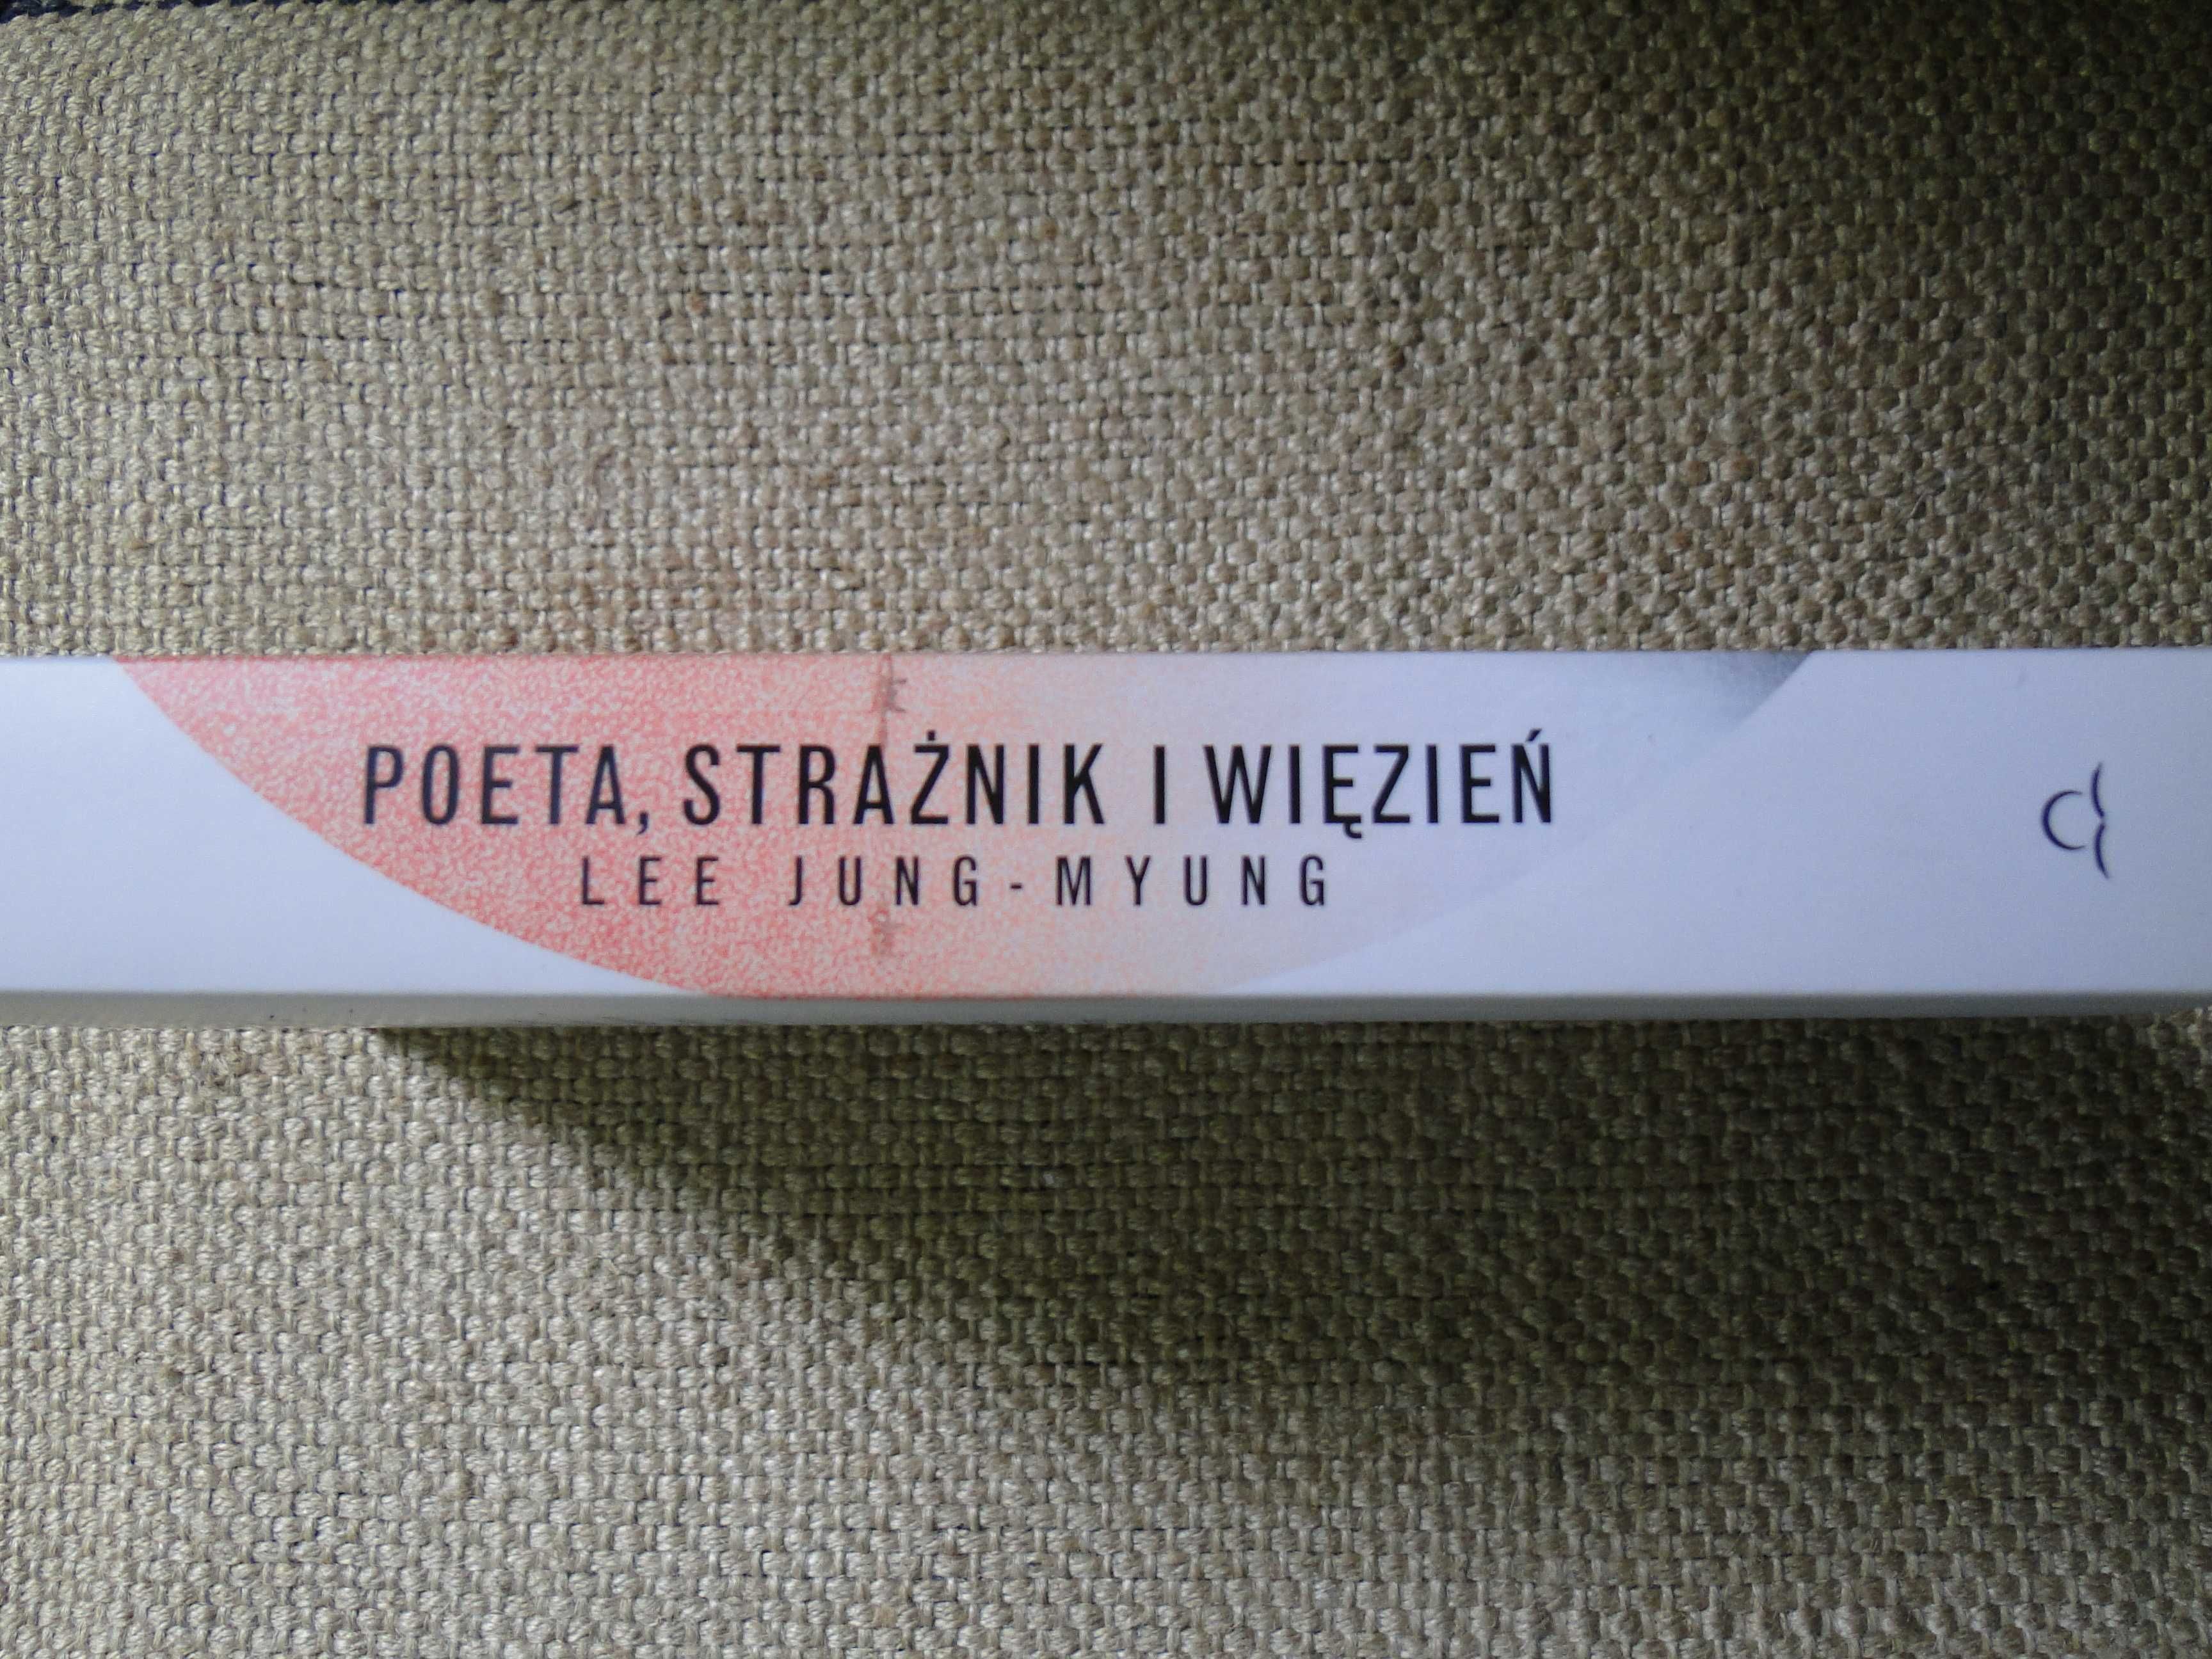 POETA, STRAŻNIK I WIĘZIEŃ
LEE JUNG-MYUNG